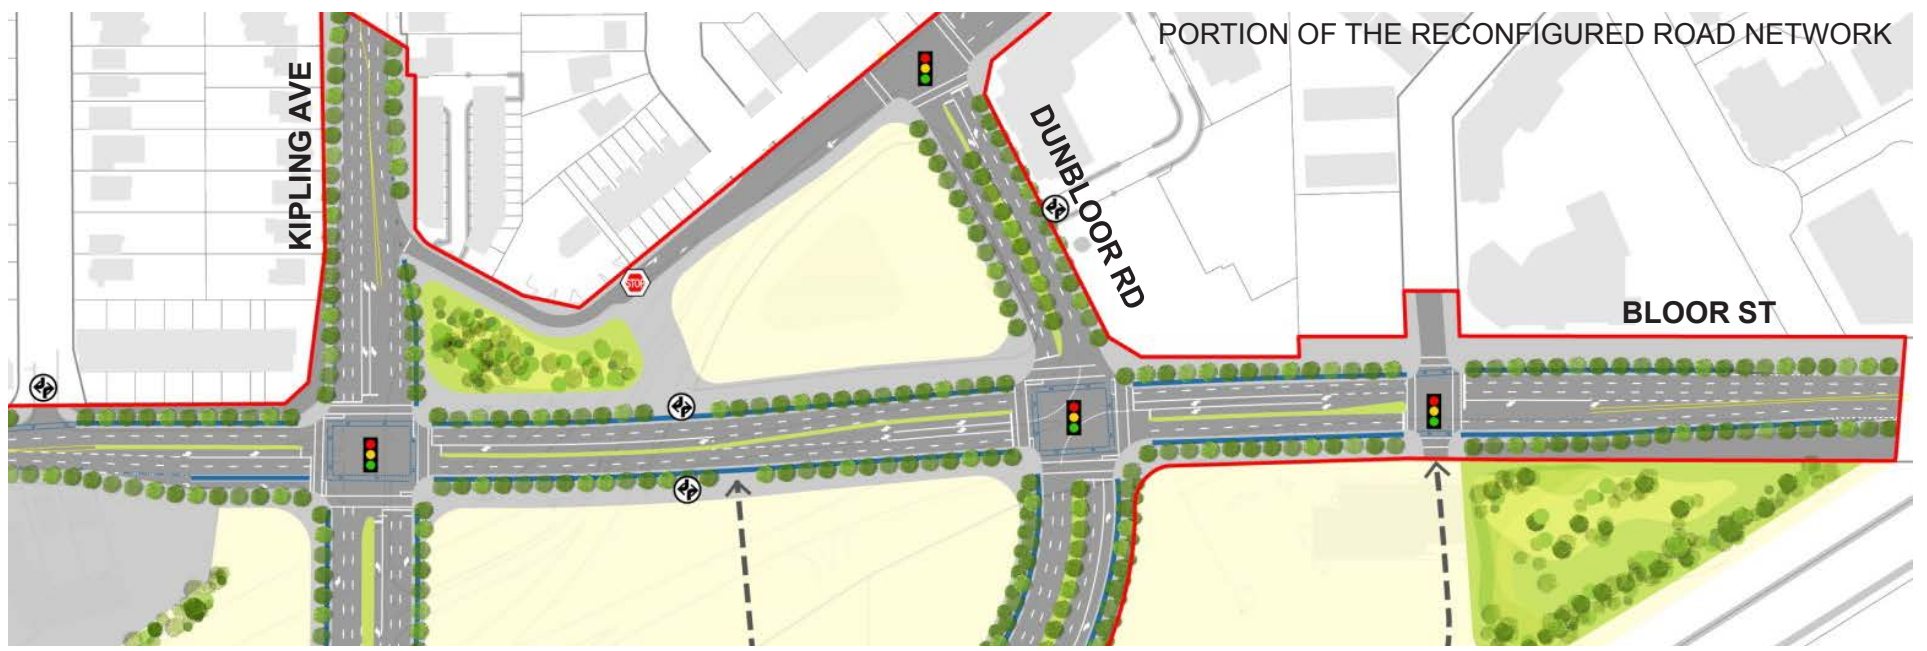 PORTION OF THE RECONFIGURED ROAD NETWORK
KIPLING AVE
DUNBLOOR RD
STOP
BLOOR ST